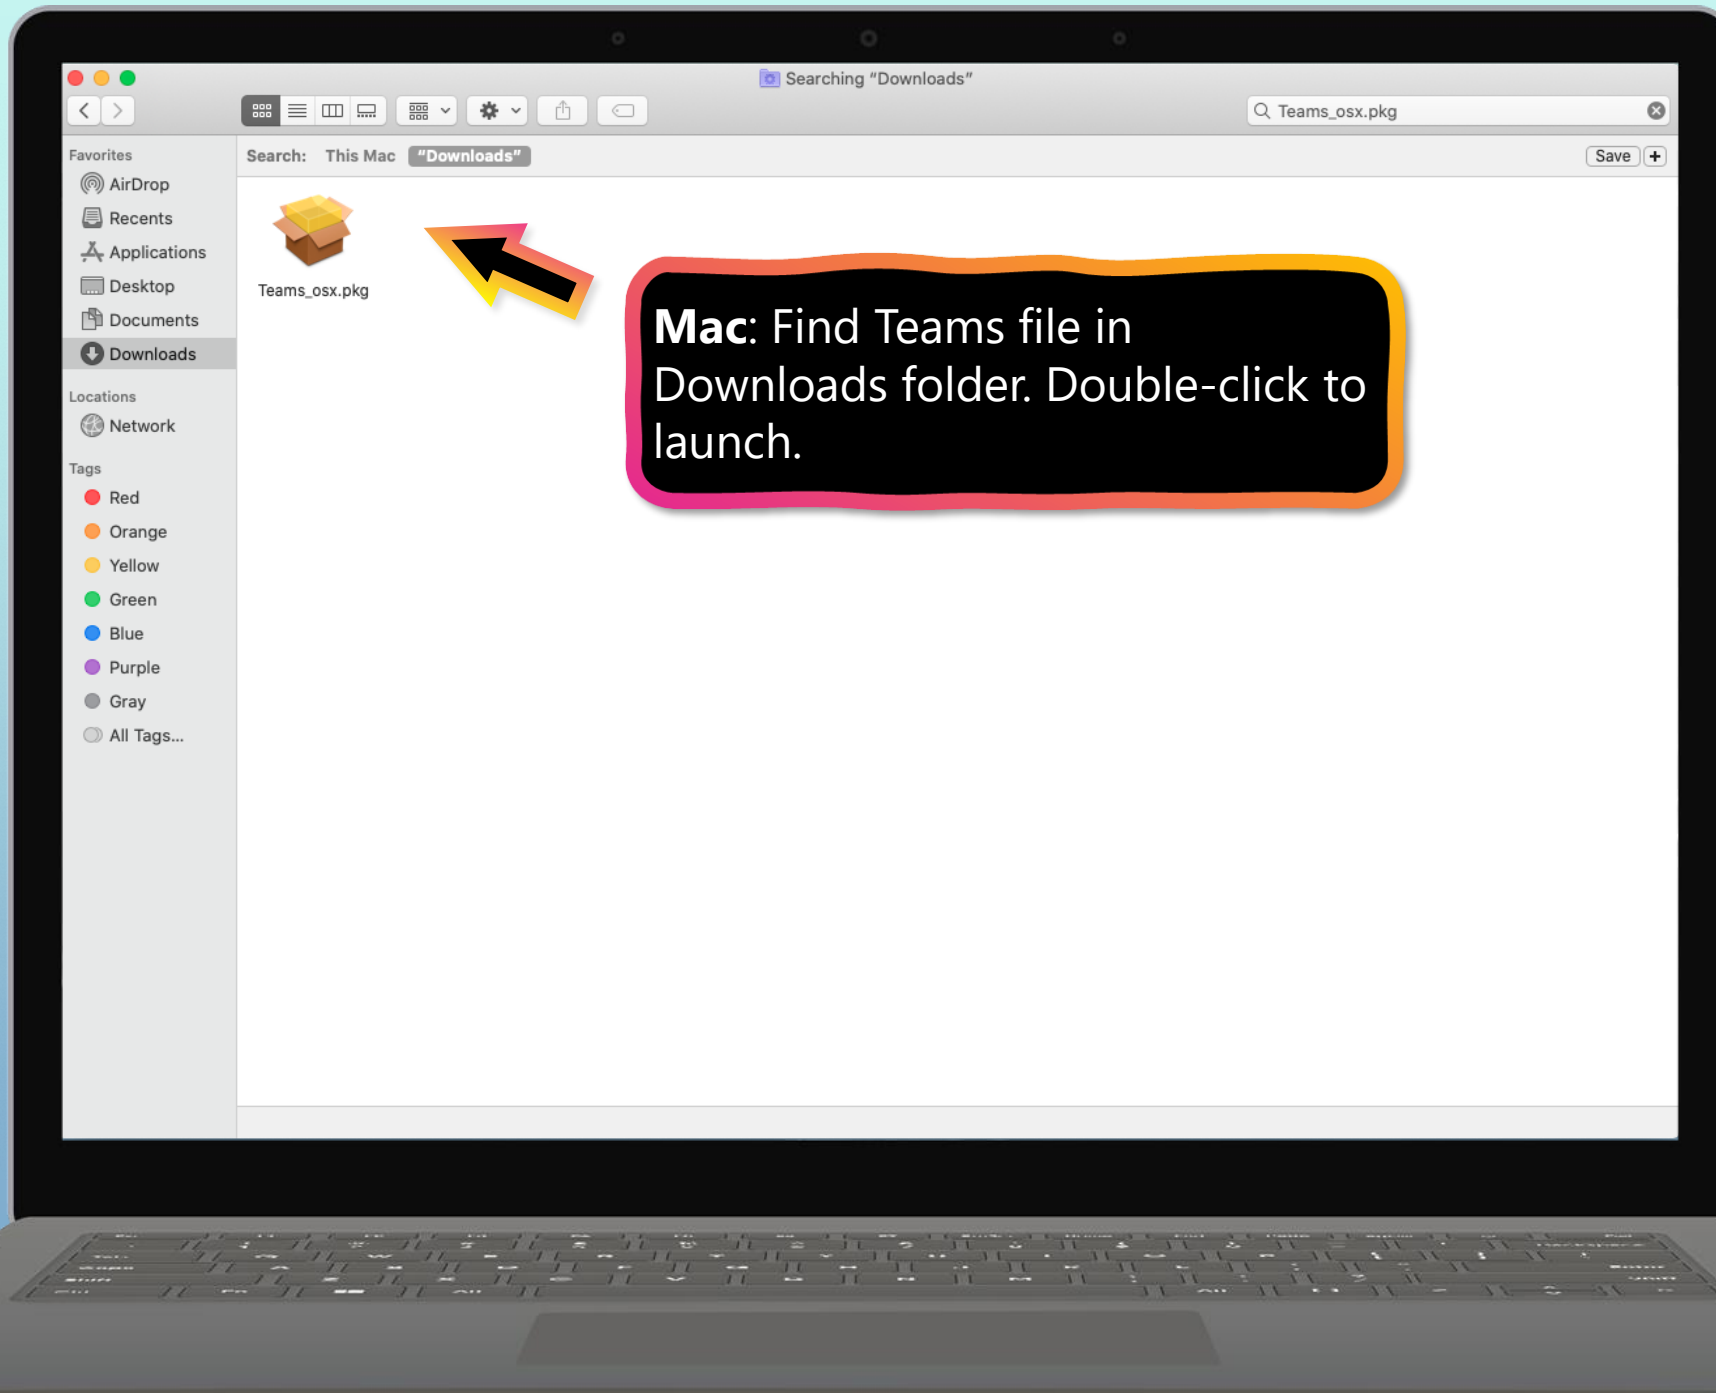 Searching “Downloads”
Teams_osx.pkg
Favorites
AirDrop
Recents
Applications
Desktop
Documents
Downloads
Locations
Network
Tags
Red
Orange
Yellow
Green
Blue
Purple
Gray
All Tags...
Search: This Mac “Downloads” Save +
Teams_osx.pkg
Mac: Find Teams file in
Downloads folder. Double-click to
launch.